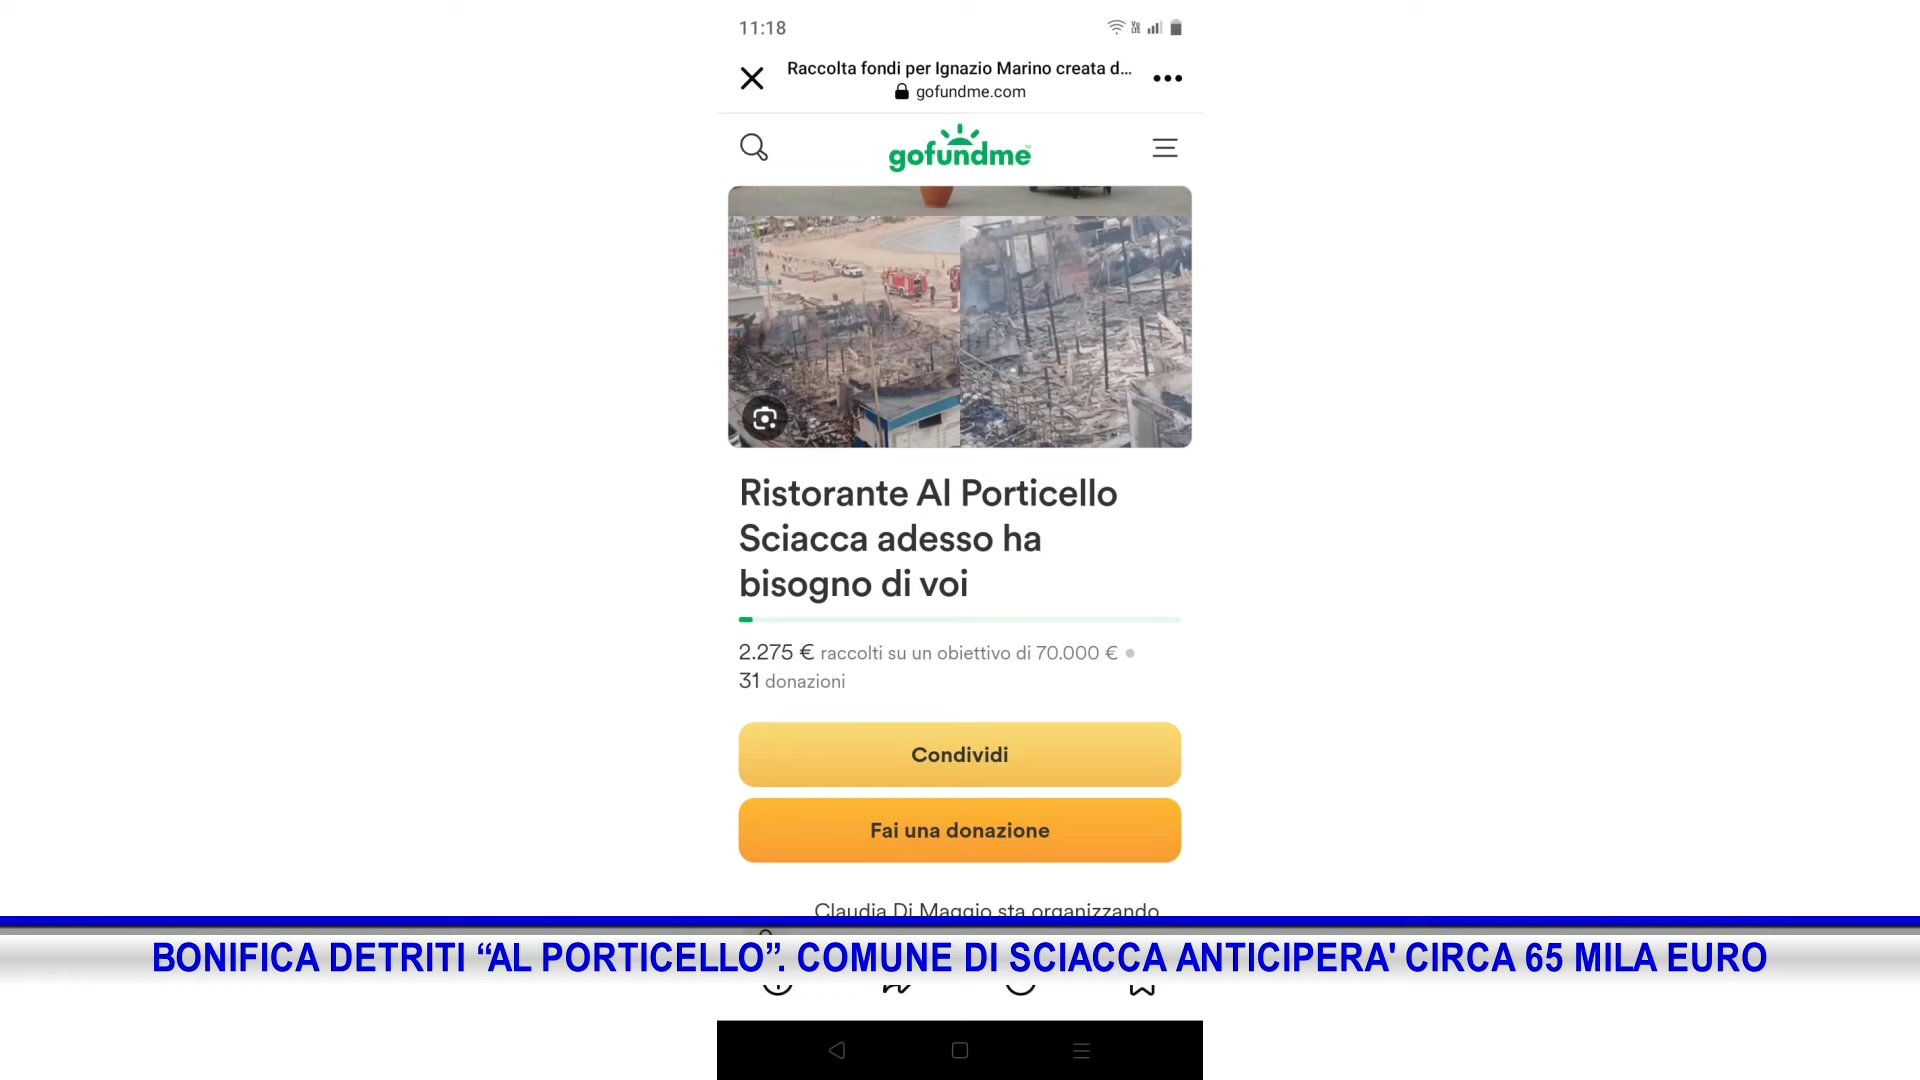 11:18
Raccolta fondi per Ignazio Marino creata d...
gofundme.com
gofundme
Ristorante Al Porticello
Sciacca adesso ha
bisogno di voi
2.275 € raccolti su un obiettivo di 70.000 €
31 donazioni
Condividi
Fai una donazione
Claudia Di Maggio sta organizzando
BONIFICA DETRITI “AL PORTICELLO”. COMUNE DI SCIACCA ANTICIPERA' CIRCA 65 MILA EURO